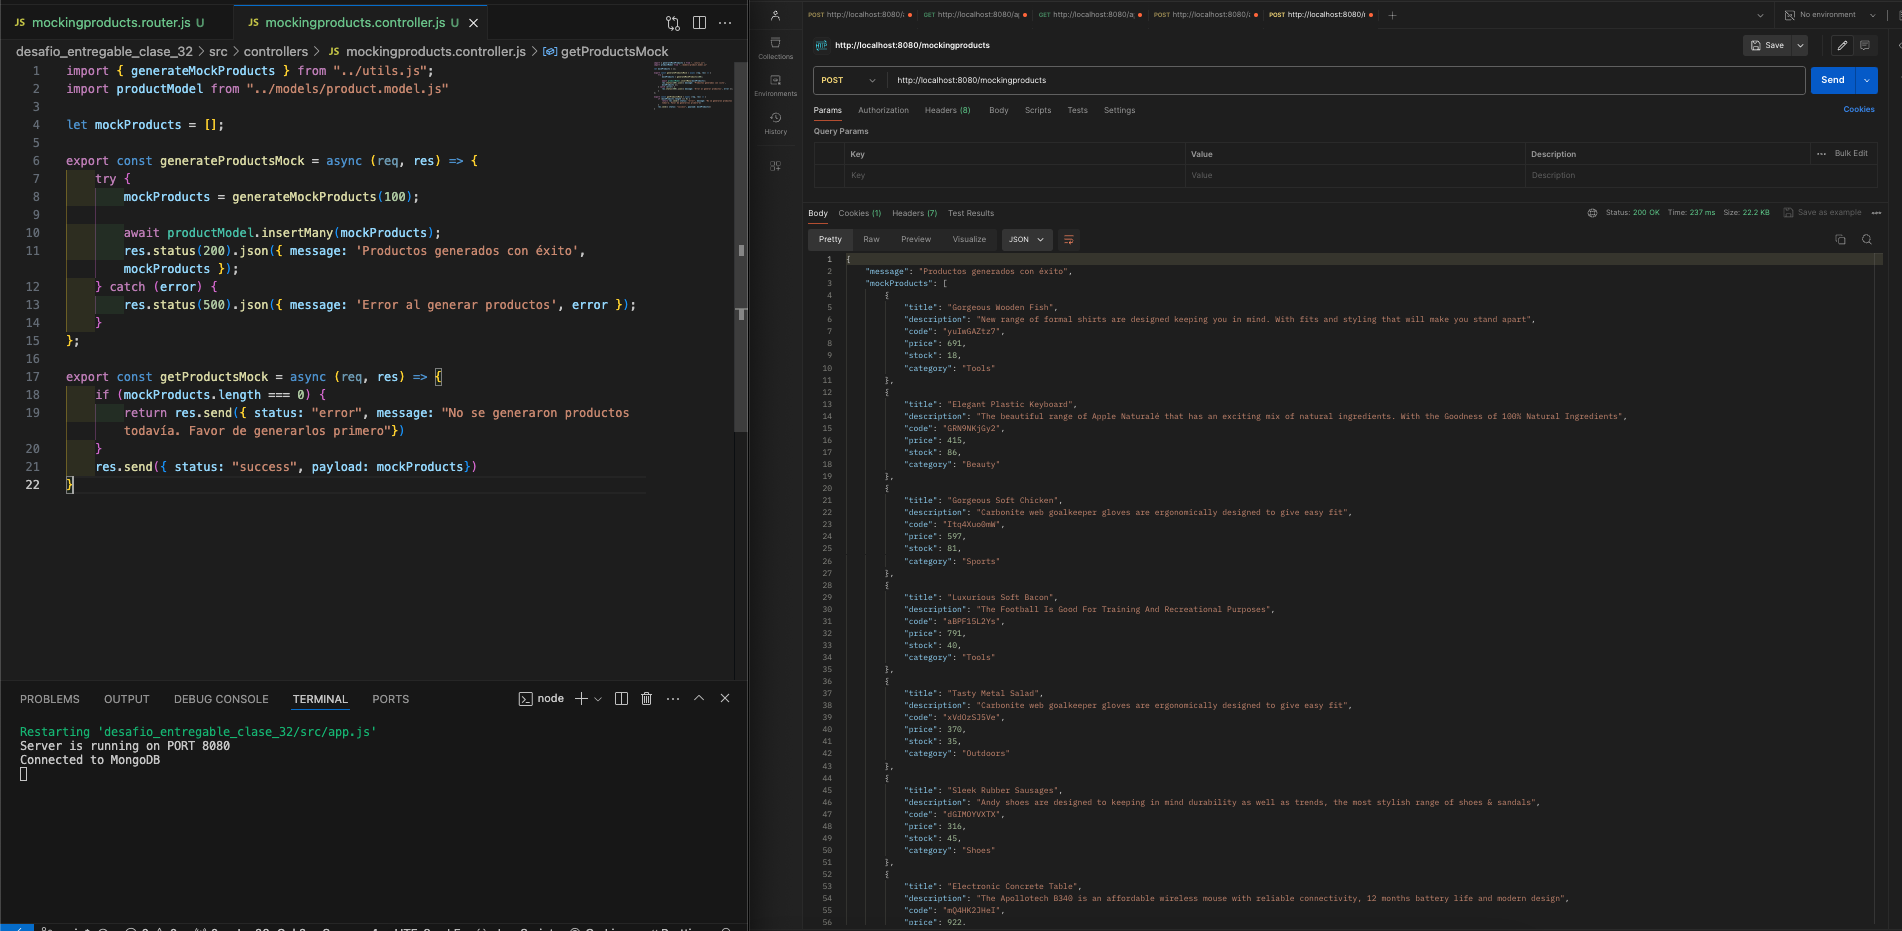 JS mockingproducts.router.js U
JS mockingproducts.controller.js U
desafio_entregable_clase_32 > src > controllers > JS mockingproducts.controller.js > getProductsMock
1 import { generateMockProducts } from "../utils.js";
2 import productModel from "../models/product.model.js"
3
4 let mockProducts = [];
5
6 export const generateProductsMock = async (req, res) => {
7 try {
8 mockProducts = generateMockProducts(100);
9
10 await productModel.insertMany(mockProducts);
11 res.status(200).json({ message: 'Productos generados con éxito',
mockProducts });
12 } catch (error) {
13 res.status(500).json({ message: 'Error al generar productos', error });
14 }
15 };
16
17 export const getProductsMock = async (req, res) => {
18 if (mockProducts.length === 0) {
19 return res.send({ status: "error", message: "No se generaron productos
todavía. Favor de generarlos primero"})
20 }
21 res.send({ status: "success", payload: mockProducts})
22 }
PROBLEMS OUTPUT DEBUG CONSOLE TERMINAL PORTS
node
Restarting 'desafio_entregable_clase_32/src/app.js'
Server is running on PORT 8080
Connected to MongoDB
Collections
Environments
History
POST http://localhost:8080/
GET http://localhost:8080/a
GET http://localhost:8080/a
POST http://localhost:8080/a
POST http://localhost:8080/
No environment
http://localhost:8080/mockingproducts
Save
POST http://localhost:8080/mockingproducts
Send
Params Authorization Headers (8) Body Scripts Tests Settings
Cookies
Query Params
Key Value Description Bulk Edit
Key Value Description
Body Cookies (1) Headers (7) Test Results
Status: 200 OK Time: 237 ms Size: 22.2 KB Save as example
Pretty Raw Preview Visualize JSON
1 {
2 "message": "Productos generados con éxito",
3 "mockProducts": [
4 {
5 "title": "Gorgeous Wooden Fish",
6 "description": "New range of formal shirts are designed keeping you in mind. With fits and styling that will make you stand apart",
7 "code": "yuIwGAZtz7",
8 "price": 691,
9 "stock": 18,
10 "category": "Tools"
11 },
12 {
13 "title": "Elegant Plastic Keyboard",
14 "description": "The beautiful range of Apple Naturalé that has an exciting mix of natural ingredients. With the Goodness of 100% Natural Ingredients",
15 "code": "GRN9NKjGy2",
16 "price": 415,
17 "stock": 86,
18 "category": "Beauty"
19 },
20 {
21 "title": "Gorgeous Soft Chicken",
22 "description": "Carbonite web goalkeeper gloves are ergonomically designed to give easy fit",
23 "code": "Itq4Xuo0mW",
24 "price": 597,
25 "stock": 81,
26 "category": "Sports"
27 },
28 {
29 "title": "Luxurious Soft Bacon",
30 "description": "The Football Is Good For Training And Recreational Purposes",
31 "code": "aBPF15L2Ys",
32 "price": 791,
33 "stock": 40,
34 "category": "Tools"
35 },
36 {
37 "title": "Tasty Metal Salad",
38 "description": "Carbonite web goalkeeper gloves are ergonomically designed to give easy fit",
39 "code": "xVdOzSJ5Ve",
40 "price": 370,
41 "stock": 35,
42 "category": "Outdoors"
43 },
44 {
45 "title": "Sleek Rubber Sausages",
46 "description": "Andy shoes are designed to keeping in mind durability as well as trends, the most stylish range of shoes & sandals",
47 "code": "dGIMOYVXTX",
48 "price": 316,
49 "stock": 45,
50 "category": "Shoes"
51 },
52 {
53 "title": "Electronic Concrete Table",
54 "description": "The Apollotech B340 is an affordable wireless mouse with reliable connectivity, 12 months battery life and modern design",
55 "code": "mQ4HK2JHeI",
56 "price": 922,